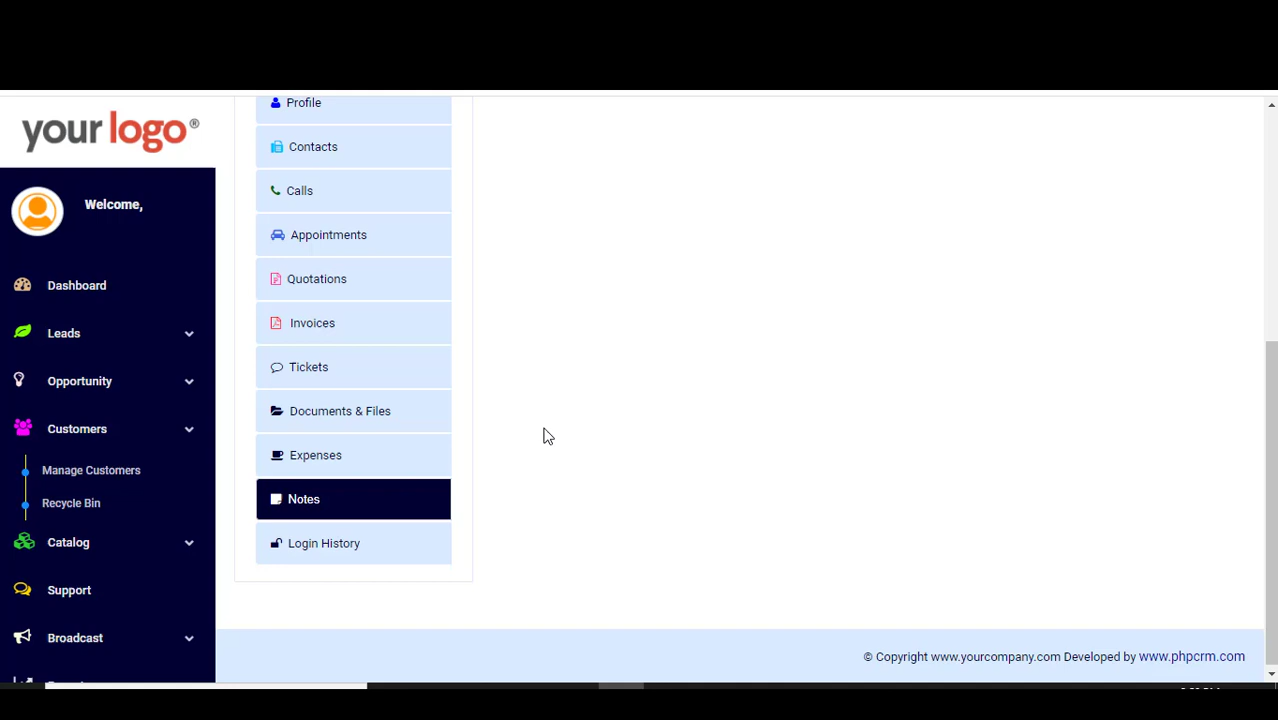 your logo®
Welcome,
Dashboard
Leads
Opportunity
Customers
Manage Customers
Recycle Bin
Catalog
Support
Broadcast
Profile
Contacts
Calls
Appointments
Quotations
Invoices
Tickets
Documents & Files
Expenses
Notes
Login History
© Copyright www.yourcompany.com Developed by www.phpcrm.com